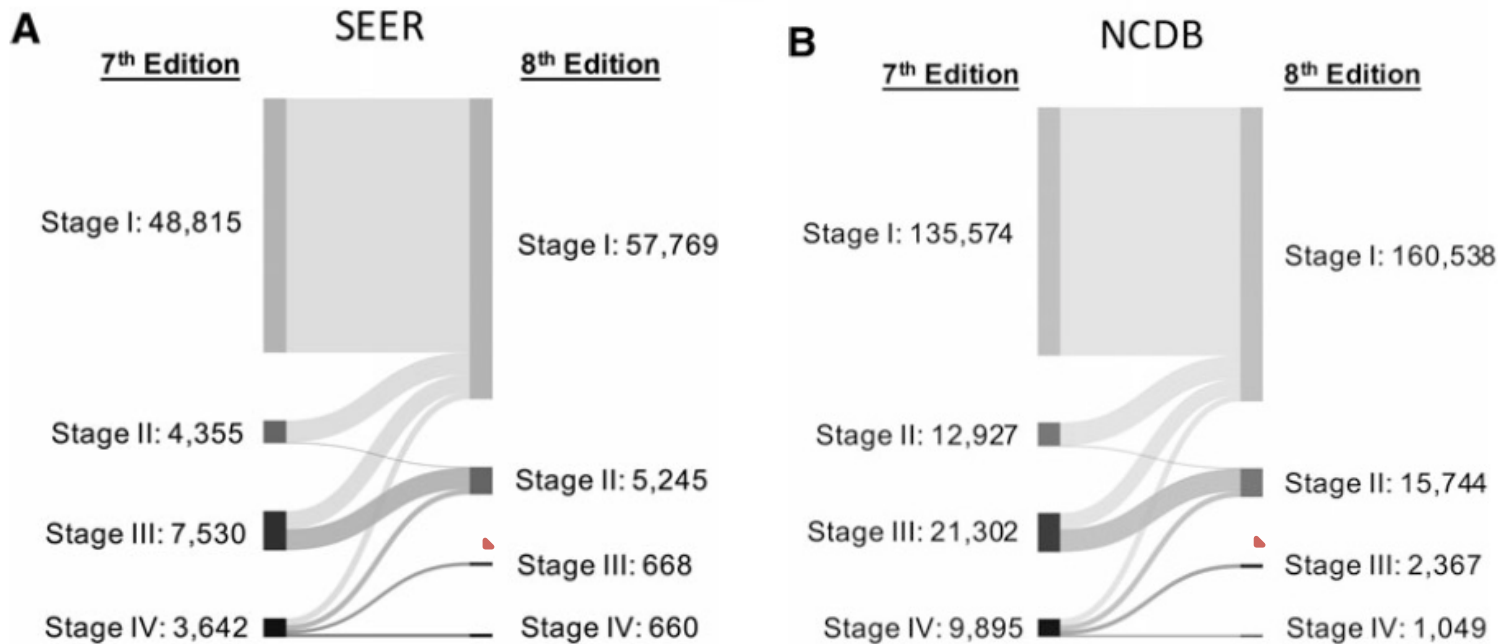 A
SEER
7th Edition
8th Edition
Stage I: 48,815
Stage I: 57,769
Stage II: 4,355
Stage II: 5,245
Stage III: 7,530
Stage III: 668
Stage IV: 3,642
Stage IV: 660
B
NCDB
7th Edition
8th Edition
Stage I: 135,574
Stage I: 160,538
Stage II: 12,927
Stage II: 15,744
Stage III: 21,302
Stage III: 2,367
Stage IV: 9,895
Stage IV: 1,049